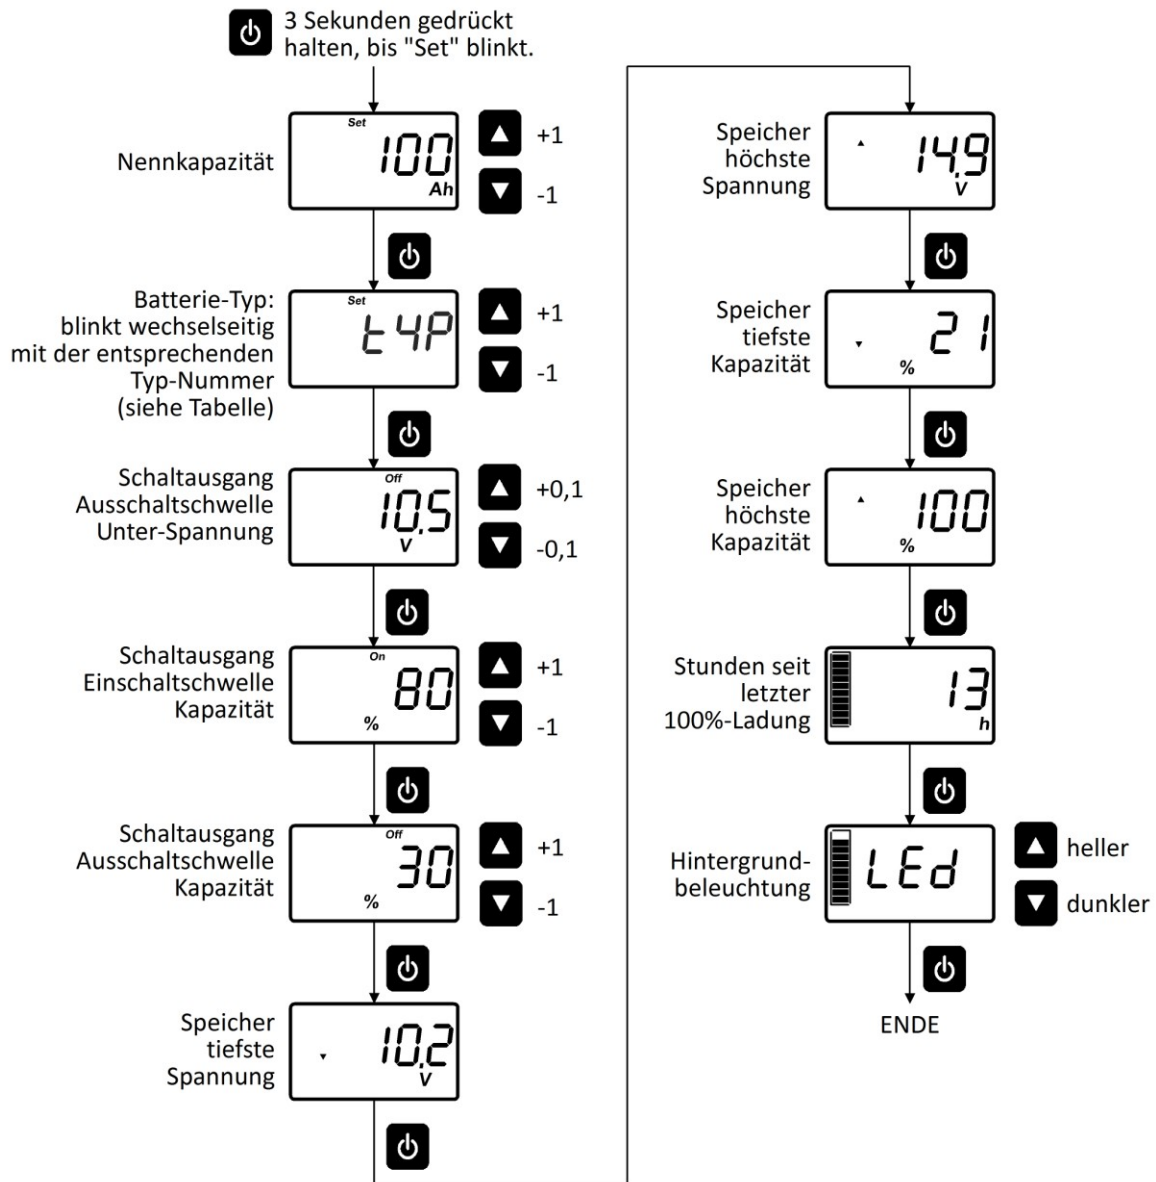 3 Sekunden gedrückt
halten, bis "Set" blinkt.
Nennkapazität
Set
100
Ah
+1
-1
Batterie-Typ:
blinkt wechselseitig
mit der entsprechenden
Typ-Nummer
(siehe Tabelle)
Set
tYP
+1
-1
Schaltausgang
Ausschaltschwelle
Unter-Spannung
Off
10.5
V
+0,1
-0,1
Schaltausgang
Einschaltschwelle
Kapazität
On
80
%
+1
-1
Schaltausgang
Ausschaltschwelle
Kapazität
Off
30
%
+1
-1
Speicher
tiefste
Spannung
10.2
V
Speicher
höchste
Spannung
14.9
V
Speicher
tiefste
Kapazität
21
%
Speicher
höchste
Kapazität
100
%
Stunden seit
letzter
100%-Ladung
13
h
Hintergrund-
beleuchtung
LEd
heller
dunkler
ENDE